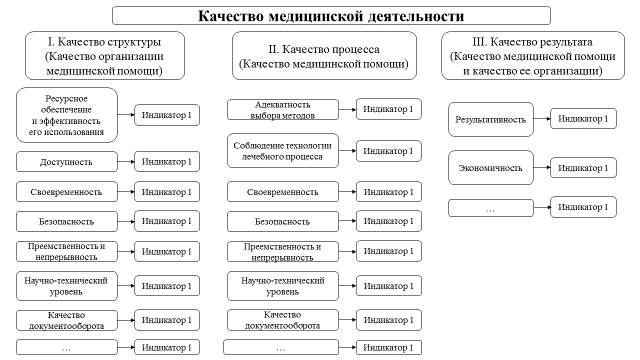 Качество медицинской деятельности
I. Качество структуры
(Качество организации
медицинской помощи)
Ресурсное
обеспечение
и эффективность
его использования
Индикатор 1
Доступность
Индикатор 1
Своевременность
Индикатор 1
Безопасность
Индикатор 1
Преемственность и
непрерывность
Индикатор 1
Научно-технический
уровень
Индикатор 1
Качество
документооборота
Индикатор 1
…
Индикатор 1
II. Качество процесса
(Качество медицинской помощи)
Адекватность
выбора методов
Индикатор 1
Соблюдение технологии
лечебного процесса
Индикатор 1
Своевременность
Индикатор 1
Безопасность
Индикатор 1
Преемственность и
непрерывность
Индикатор 1
Научно-технический
уровень
Индикатор 1
Качество
документооборота
Индикатор 1
…
Индикатор 1
III. Качество результата
(Качество медицинской помощи
и качество ее организации)
Результативность
Индикатор 1
Экономичность
Индикатор 1
…
Индикатор 1